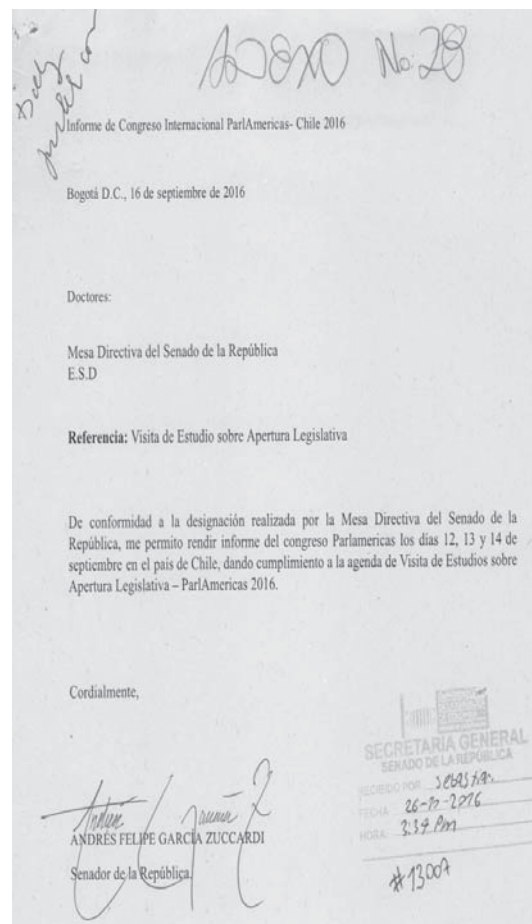 ANEXO No. 28
Informe de Congreso Internacional ParlAmericas- Chile 2016
Bogotá D.C., 16 de septiembre de 2016
Doctores:
Mesa Directiva del Senado de la República
E.S.D
Referencia: Visita de Estudio sobre Apertura Legislativa
De conformidad a la designación realizada por la Mesa Directiva del Senado de la
República, me permito rendir informe del congreso Parlamericas los días 12, 13 y 14 de
septiembre en el país de Chile, dando cumplimiento a la agenda de Visita de Estudios sobre
Apertura Legislativa – ParlAmericas 2016.
Cordialmente,
ANDRÉS FELIPE GARCÍA ZUCCARDI
Senador de la República.
SECRETARIA GENERAL
SENADO DE LA REPÚBLICA
RECIBIDO POR Sebastian
FECHA 2016
HORA 3:34 Pm
#13007